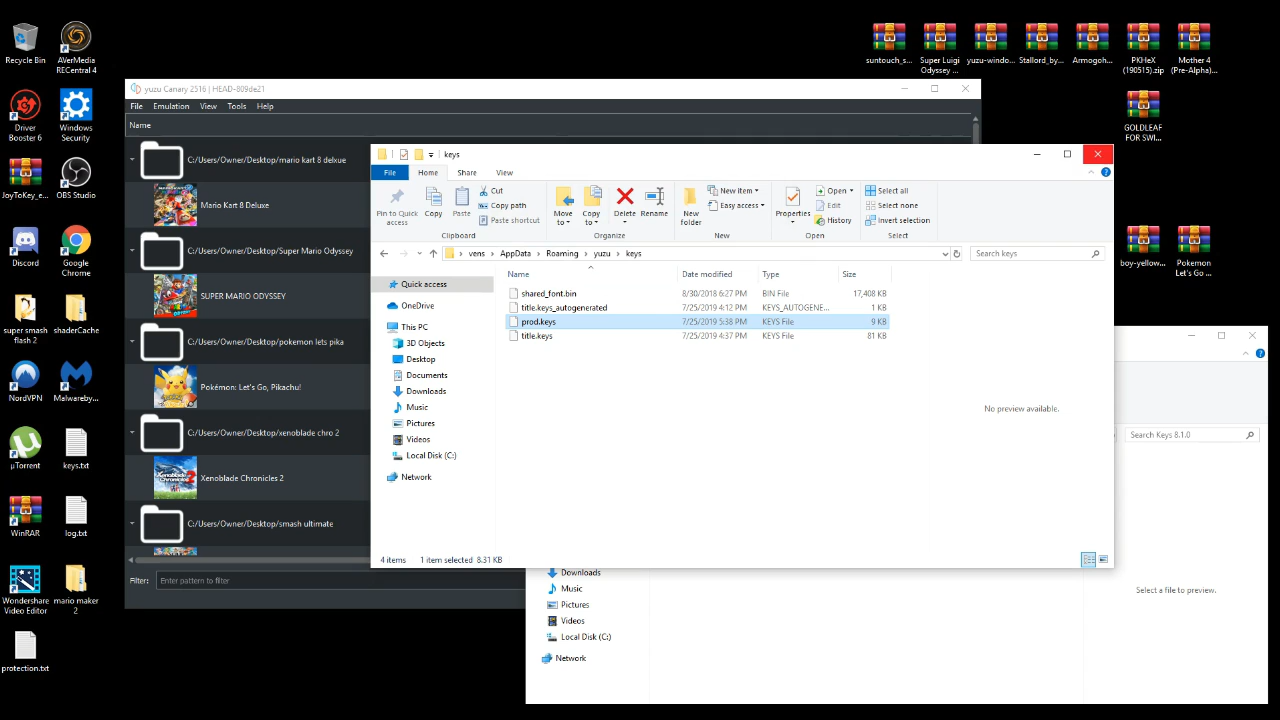 Recycle Bin
AVerMedia
RECentral 4
suntouch_s...
Super Luigi
Odyssey ...
yuzu-windo...
Stallord_by...
Armogoh...
PKHeX
(190515).zip
Mother 4
(Pre-Alpha)...
Driver
Booster 6
Windows
Security
GOLDLEAF
FOR SWI...
JoyToKey_e...
OBS Studio
Discord
Google
Chrome
boy-yellow...
Pokemon
Let's Go ...
super smash
flash 2
shaderCache
NordVPN
Malwareby...
µTorrent
keys.txt
WinRAR
log.txt
Wondershare
Video Editor
mario maker
2
protection.txt
yuzu Canary 2516 | HEAD-809de21
File Emulation View Tools Help
Name
C:/Users/Owner/Desktop/mario kart 8 delxue
Mario Kart 8 Deluxe
C:/Users/Owner/Desktop/Super Mario Odyssey
SUPER MARIO ODYSSEY
C:/Users/Owner/Desktop/pokemon lets pika
Pokémon: Let's Go, Pikachu!
C:/Users/Owner/Desktop/xenoblade chro 2
Xenoblade Chronicles 2
C:/Users/Owner/Desktop/smash ultimate
Filter: Enter pattern to filter
keys
File Home Share View
Pin to Quick
access
Copy
Paste
Cut
Copy path
Paste shortcut
Clipboard
Move
to
Copy
to
Delete
Rename
Organize
New
folder
New item
Easy access
New
Properties
Open
Edit
History
Open
Select all
Select none
Invert selection
Select
vens > AppData > Roaming > yuzu > keys
Search keys
Quick access
OneDrive
This PC
3D Objects
Desktop
Documents
Downloads
Music
Pictures
Videos
Local Disk (C:)
Network
Name Date modified Type Size
shared_font.bin 8/30/2018 6:27 PM BIN File 17,408 KB
title.keys_autogenerated 7/25/2019 4:12 PM KEYS_AUTOGENE... 1 KB
prod.keys 7/25/2019 5:38 PM KEYS File 9 KB
title.keys 7/25/2019 4:37 PM KEYS File 81 KB
No preview available.
4 items 1 item selected 8.31 KB
Search Keys 8.1.0
Downloads
Music
Pictures
Videos
Local Disk (C:)
Network
Select a file to preview.